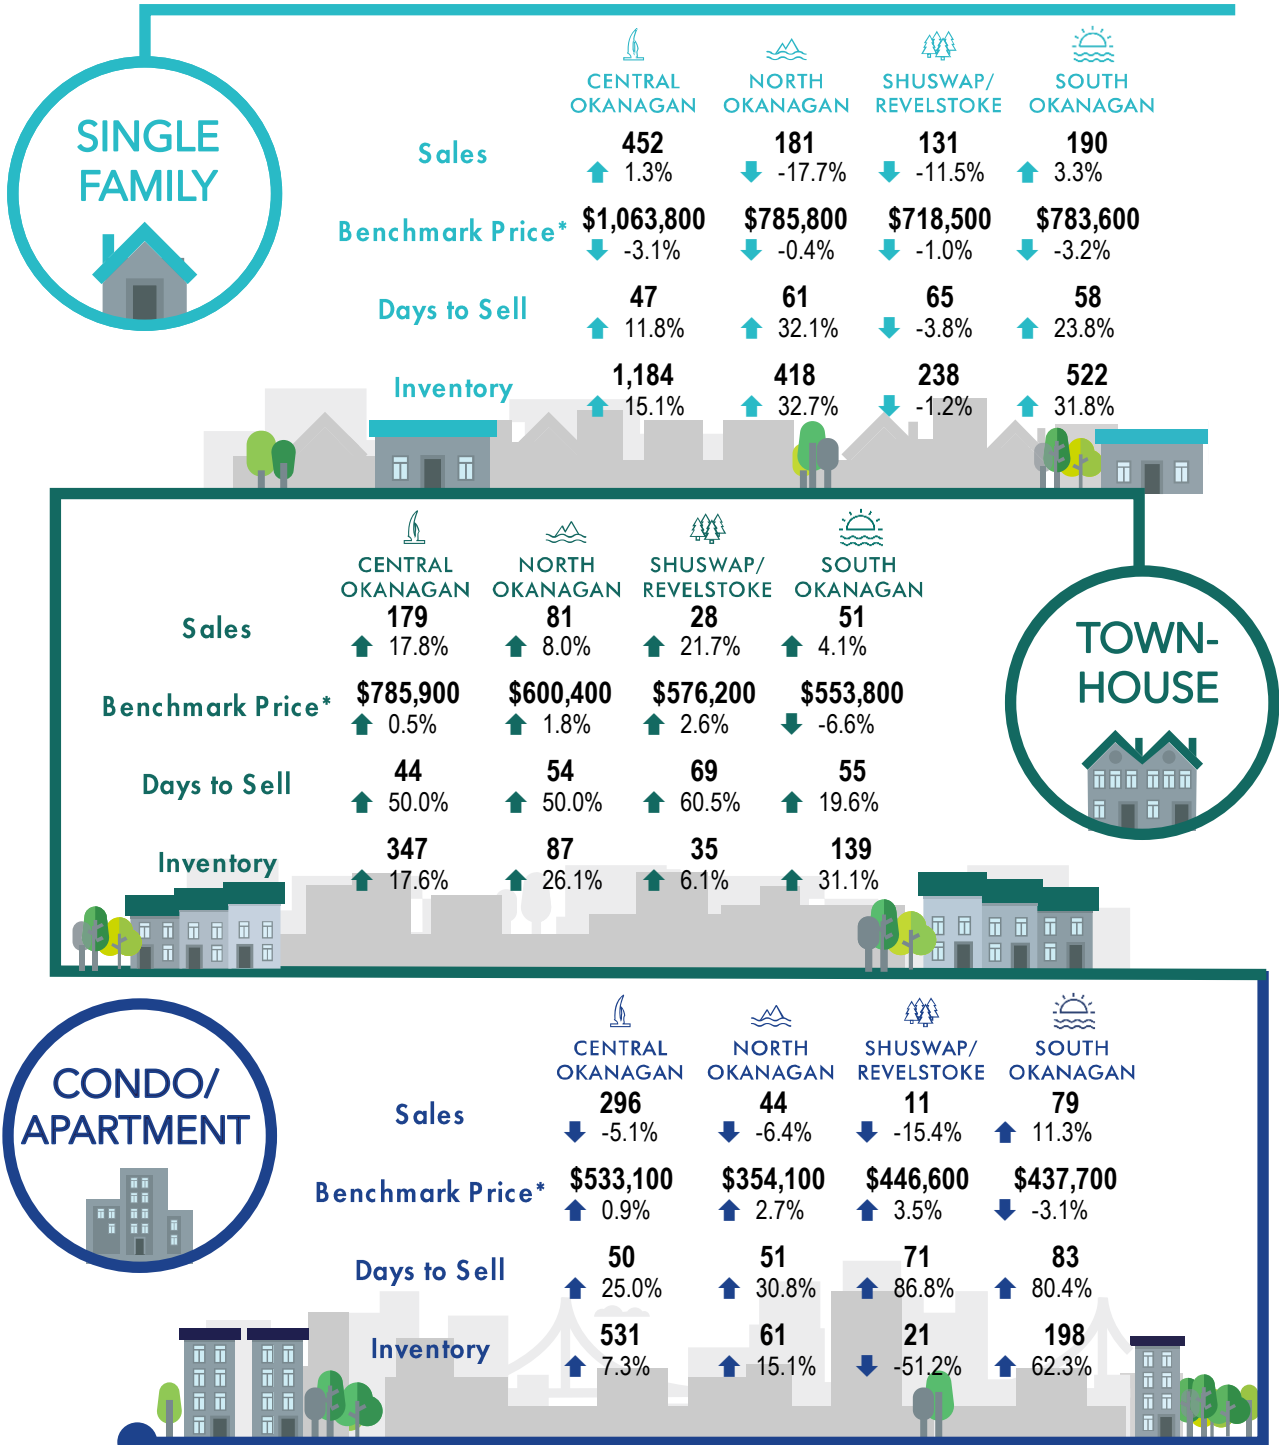 SINGLE
FAMILY
CENTRAL OKANAGAN NORTH OKANAGAN SHUSWAP/ REVELSTOKE SOUTH OKANAGAN
Sales 452 181 131 190
1.3% -17.7% -11.5% 3.3%
Benchmark Price* $1,063,800 $785,800 $718,500 $783,600
-3.1% -0.4% -1.0% -3.2%
Days to Sell 47 61 65 58
11.8% 32.1% -3.8% 23.8%
Inventory 1,184 418 238 522
15.1% 32.7% -1.2% 31.8%
TOWN-
HOUSE
CENTRAL OKANAGAN NORTH OKANAGAN SHUSWAP/ REVELSTOKE SOUTH OKANAGAN
Sales 179 81 28 51
17.8% 8.0% 21.7% 4.1%
Benchmark Price* $785,900 $600,400 $576,200 $553,800
0.5% 1.8% 2.6% -6.6%
Days to Sell 44 54 69 55
50.0% 50.0% 60.5% 19.6%
Inventory 347 87 35 139
17.6% 26.1% 6.1% 31.1%
CONDO/
APARTMENT
CENTRAL OKANAGAN NORTH OKANAGAN SHUSWAP/ REVELSTOKE SOUTH OKANAGAN
Sales 296 44 11 79
-5.1% -6.4% -15.4% 11.3%
Benchmark Price* $533,100 $354,100 $446,600 $437,700
0.9% 2.7% 3.5% -3.1%
Days to Sell 50 51 71 83
25.0% 30.8% 86.8% 80.4%
Inventory 531 61 21 198
7.3% 15.1% -51.2% 62.3%